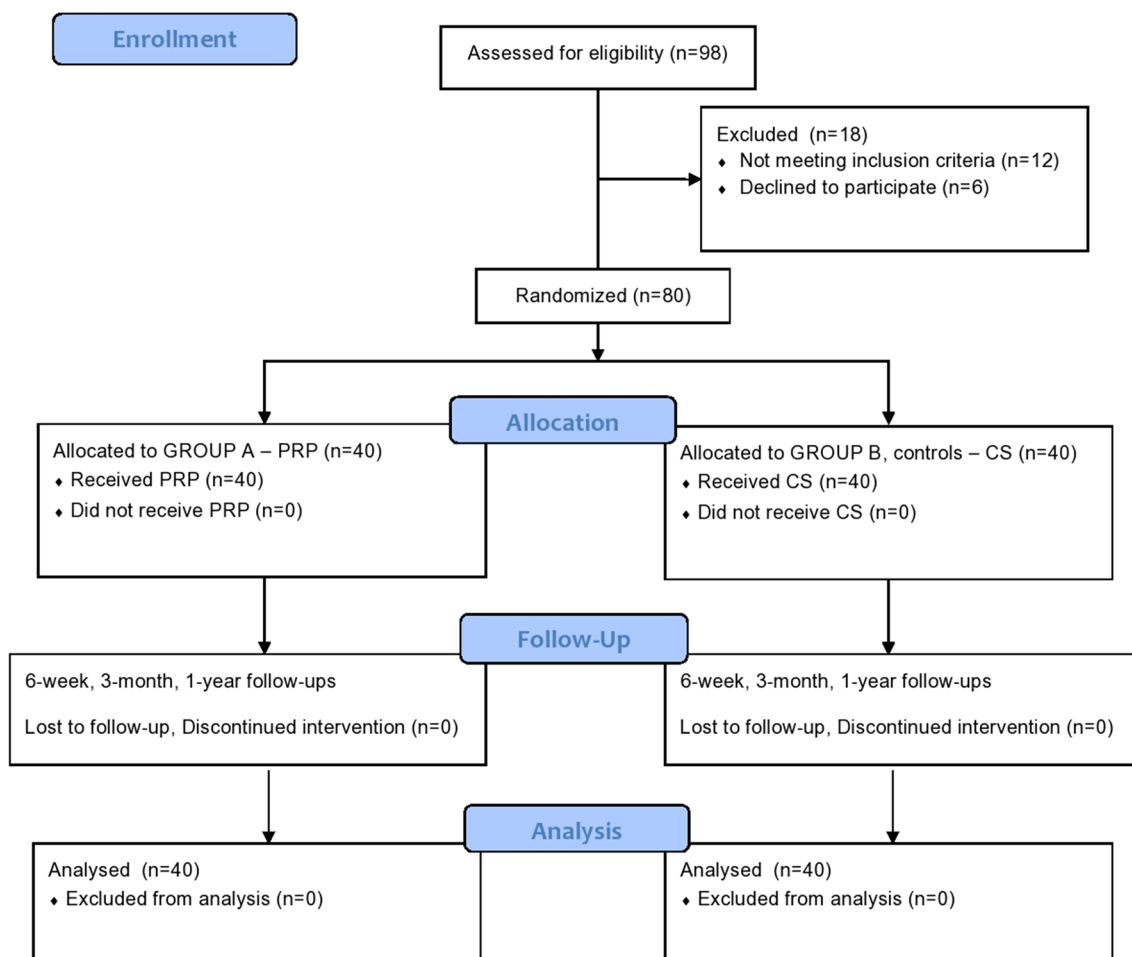 Enrollment
Assessed for eligibility (n=98)
Excluded (n=18)
♦ Not meeting inclusion criteria (n=12)
♦ Declined to participate (n=6)
Randomized (n=80)
Allocation
Allocated to GROUP A – PRP (n=40)
♦ Received PRP (n=40)
♦ Did not receive PRP (n=0)
Allocated to GROUP B, controls – CS (n=40)
♦ Received CS (n=40)
♦ Did not receive CS (n=0)
Follow-Up
6-week, 3-month, 1-year follow-ups
Lost to follow-up, Discontinued intervention (n=0)
6-week, 3-month, 1-year follow-ups
Lost to follow-up, Discontinued intervention (n=0)
Analysis
Analysed (n=40)
♦ Excluded from analysis (n=0)
Analysed (n=40)
♦ Excluded from analysis (n=0)